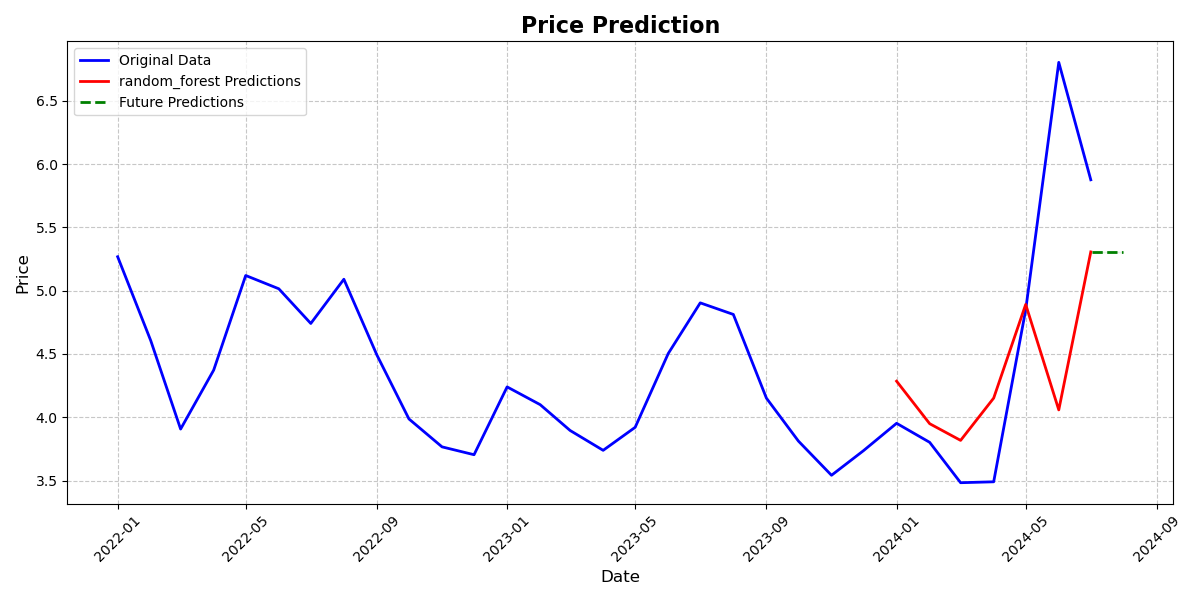 Price Prediction
Original Data
random_forest Predictions
Future Predictions
Price
6.5
6.0
5.5
5.0
4.5
4.0
3.5
2022-01
2022-05
2022-09
2023-01
2023-05
2023-09
2024-01
2024-05
2024-09
Date